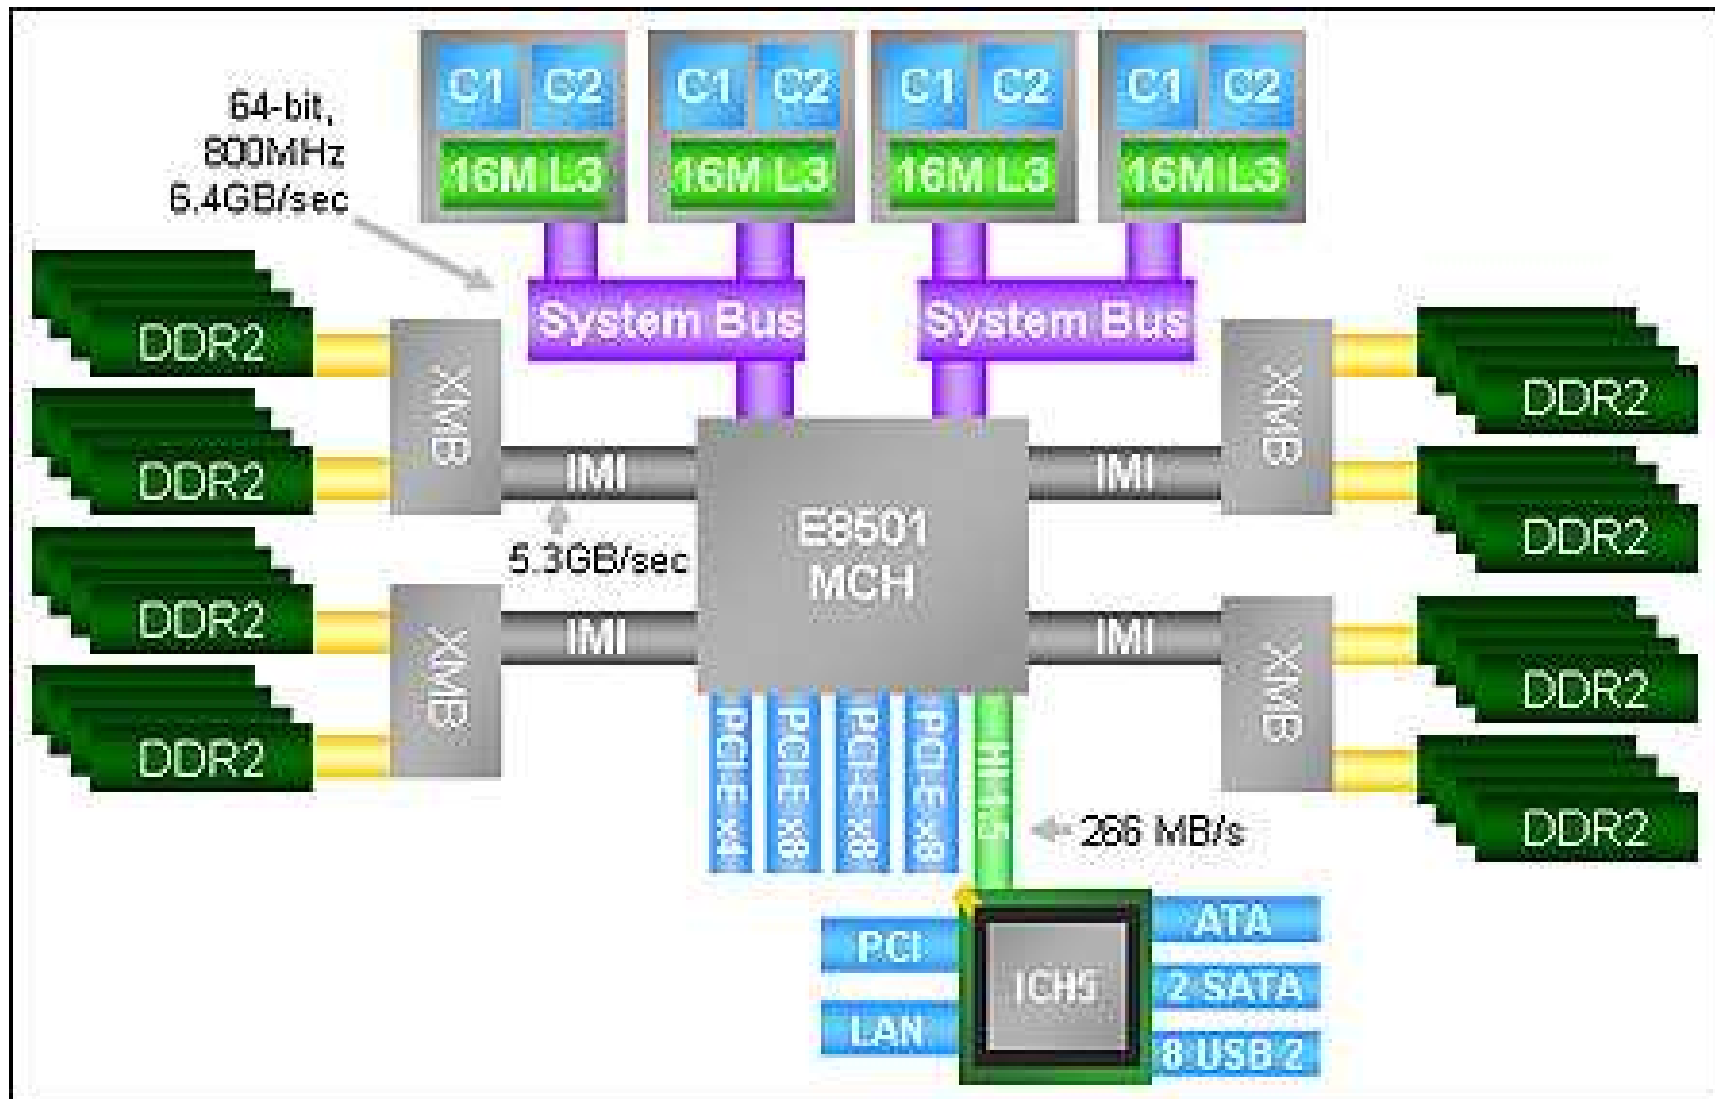 C1 C2
C1 C2
C1 C2
C1 C2
16M L3
16M L3
16M L3
16M L3
64-bit,
800MHz
6.4GB/sec
System Bus
System Bus
DDR2
DDR2
DDR2
DDR2
XMB
XMB
IMI
5.3GB/sec
IMI
E8501
MCH
IMI
IMI
XMB
XMB
DDR2
DDR2
DDR2
DDR2
PCI-E x4
PCI-E x8
PCI-E x8
PCI-E x8
HI 1.5
266 MB/s
PCI
LAN
ICH5
ATA
2 SATA
8 USB 2